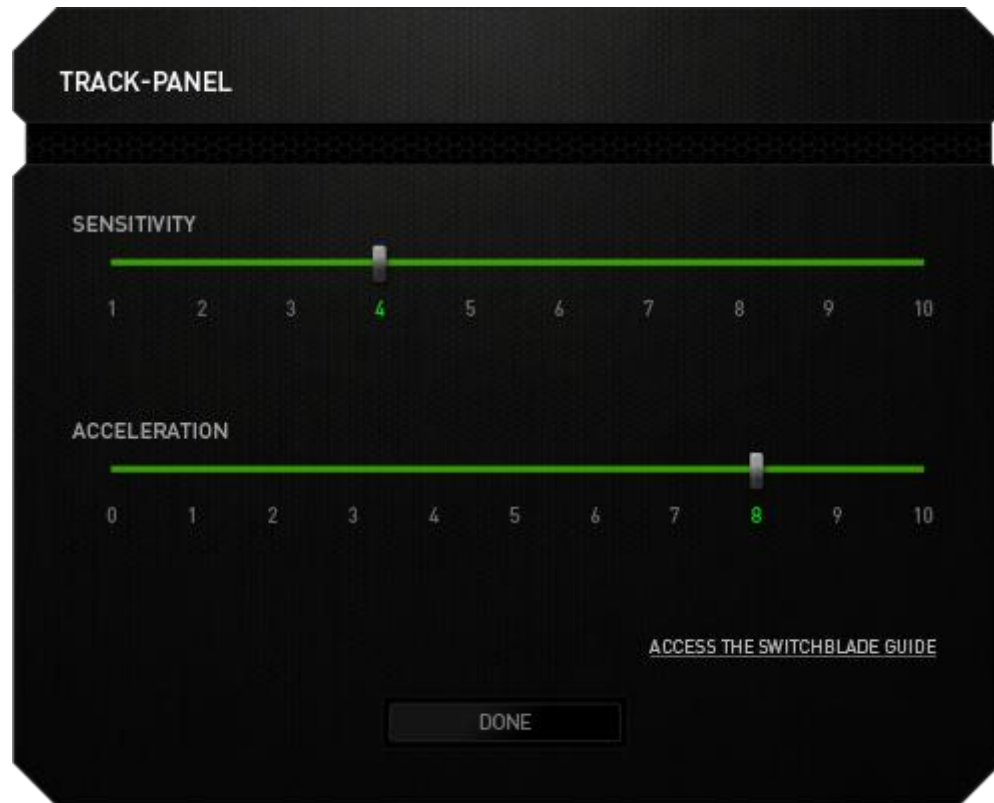 TRACK-PANEL
SENSITIVITY
1 2 3 4 5 6 7 8 9 10
ACCELERATION
0 1 2 3 4 5 6 7 8 9 10
ACCESS THE SWITCHBLADE GUIDE
DONE